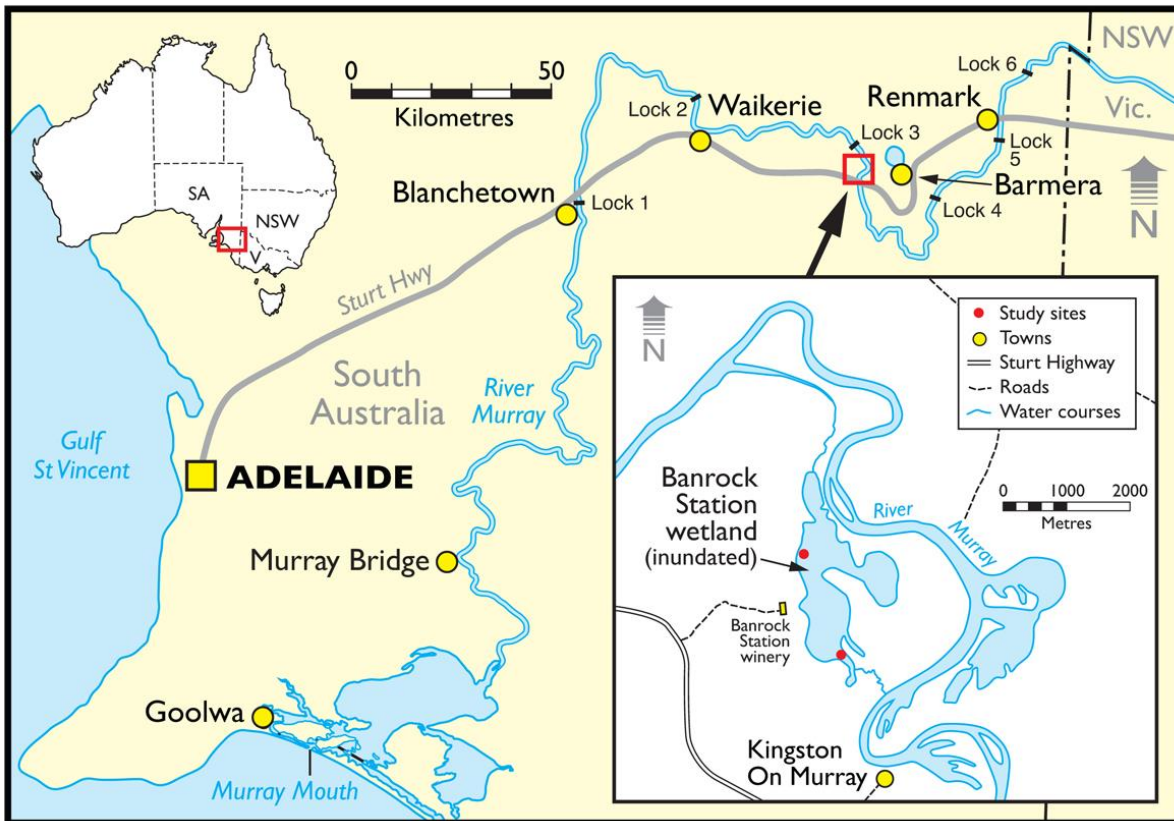 NSW
Vic.
0
50
Kilometres
Lock 6
Renmark
Lock 2
Waikerie
Lock 3
Lock
5
Barmera
Lock 4
N
SA
NSW
V
Blanchetown
Lock 1
Sturt Hwy
South
Australia
River
Murray
Gulf
St Vincent
ADELAIDE
Murray Bridge
Goolwa
Murray Mouth
N
Study sites
Towns
Sturt Highway
Roads
Water courses
0
1000
2000
Metres
Banrock
Station
wetland
(inundated)
River
Murray
Banrock
Station
winery
Kingston
On Murray